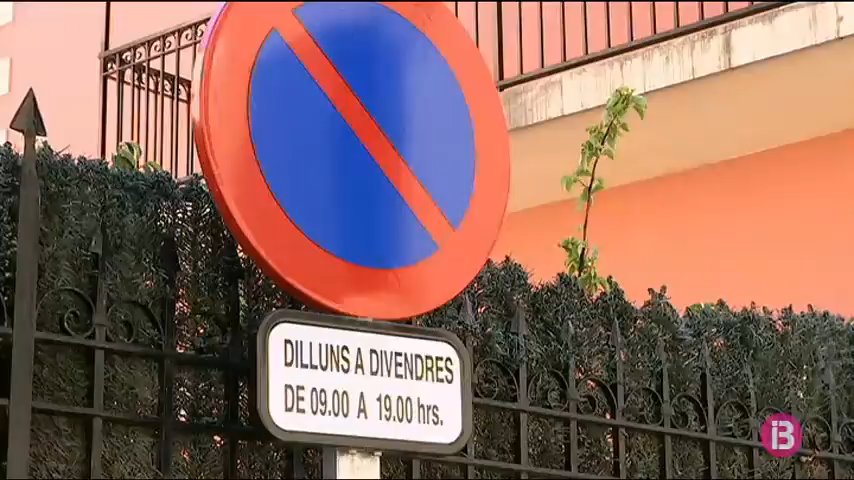 DILLUNS A DIVENDRES
DE 09.00 A 19.00 hrs.